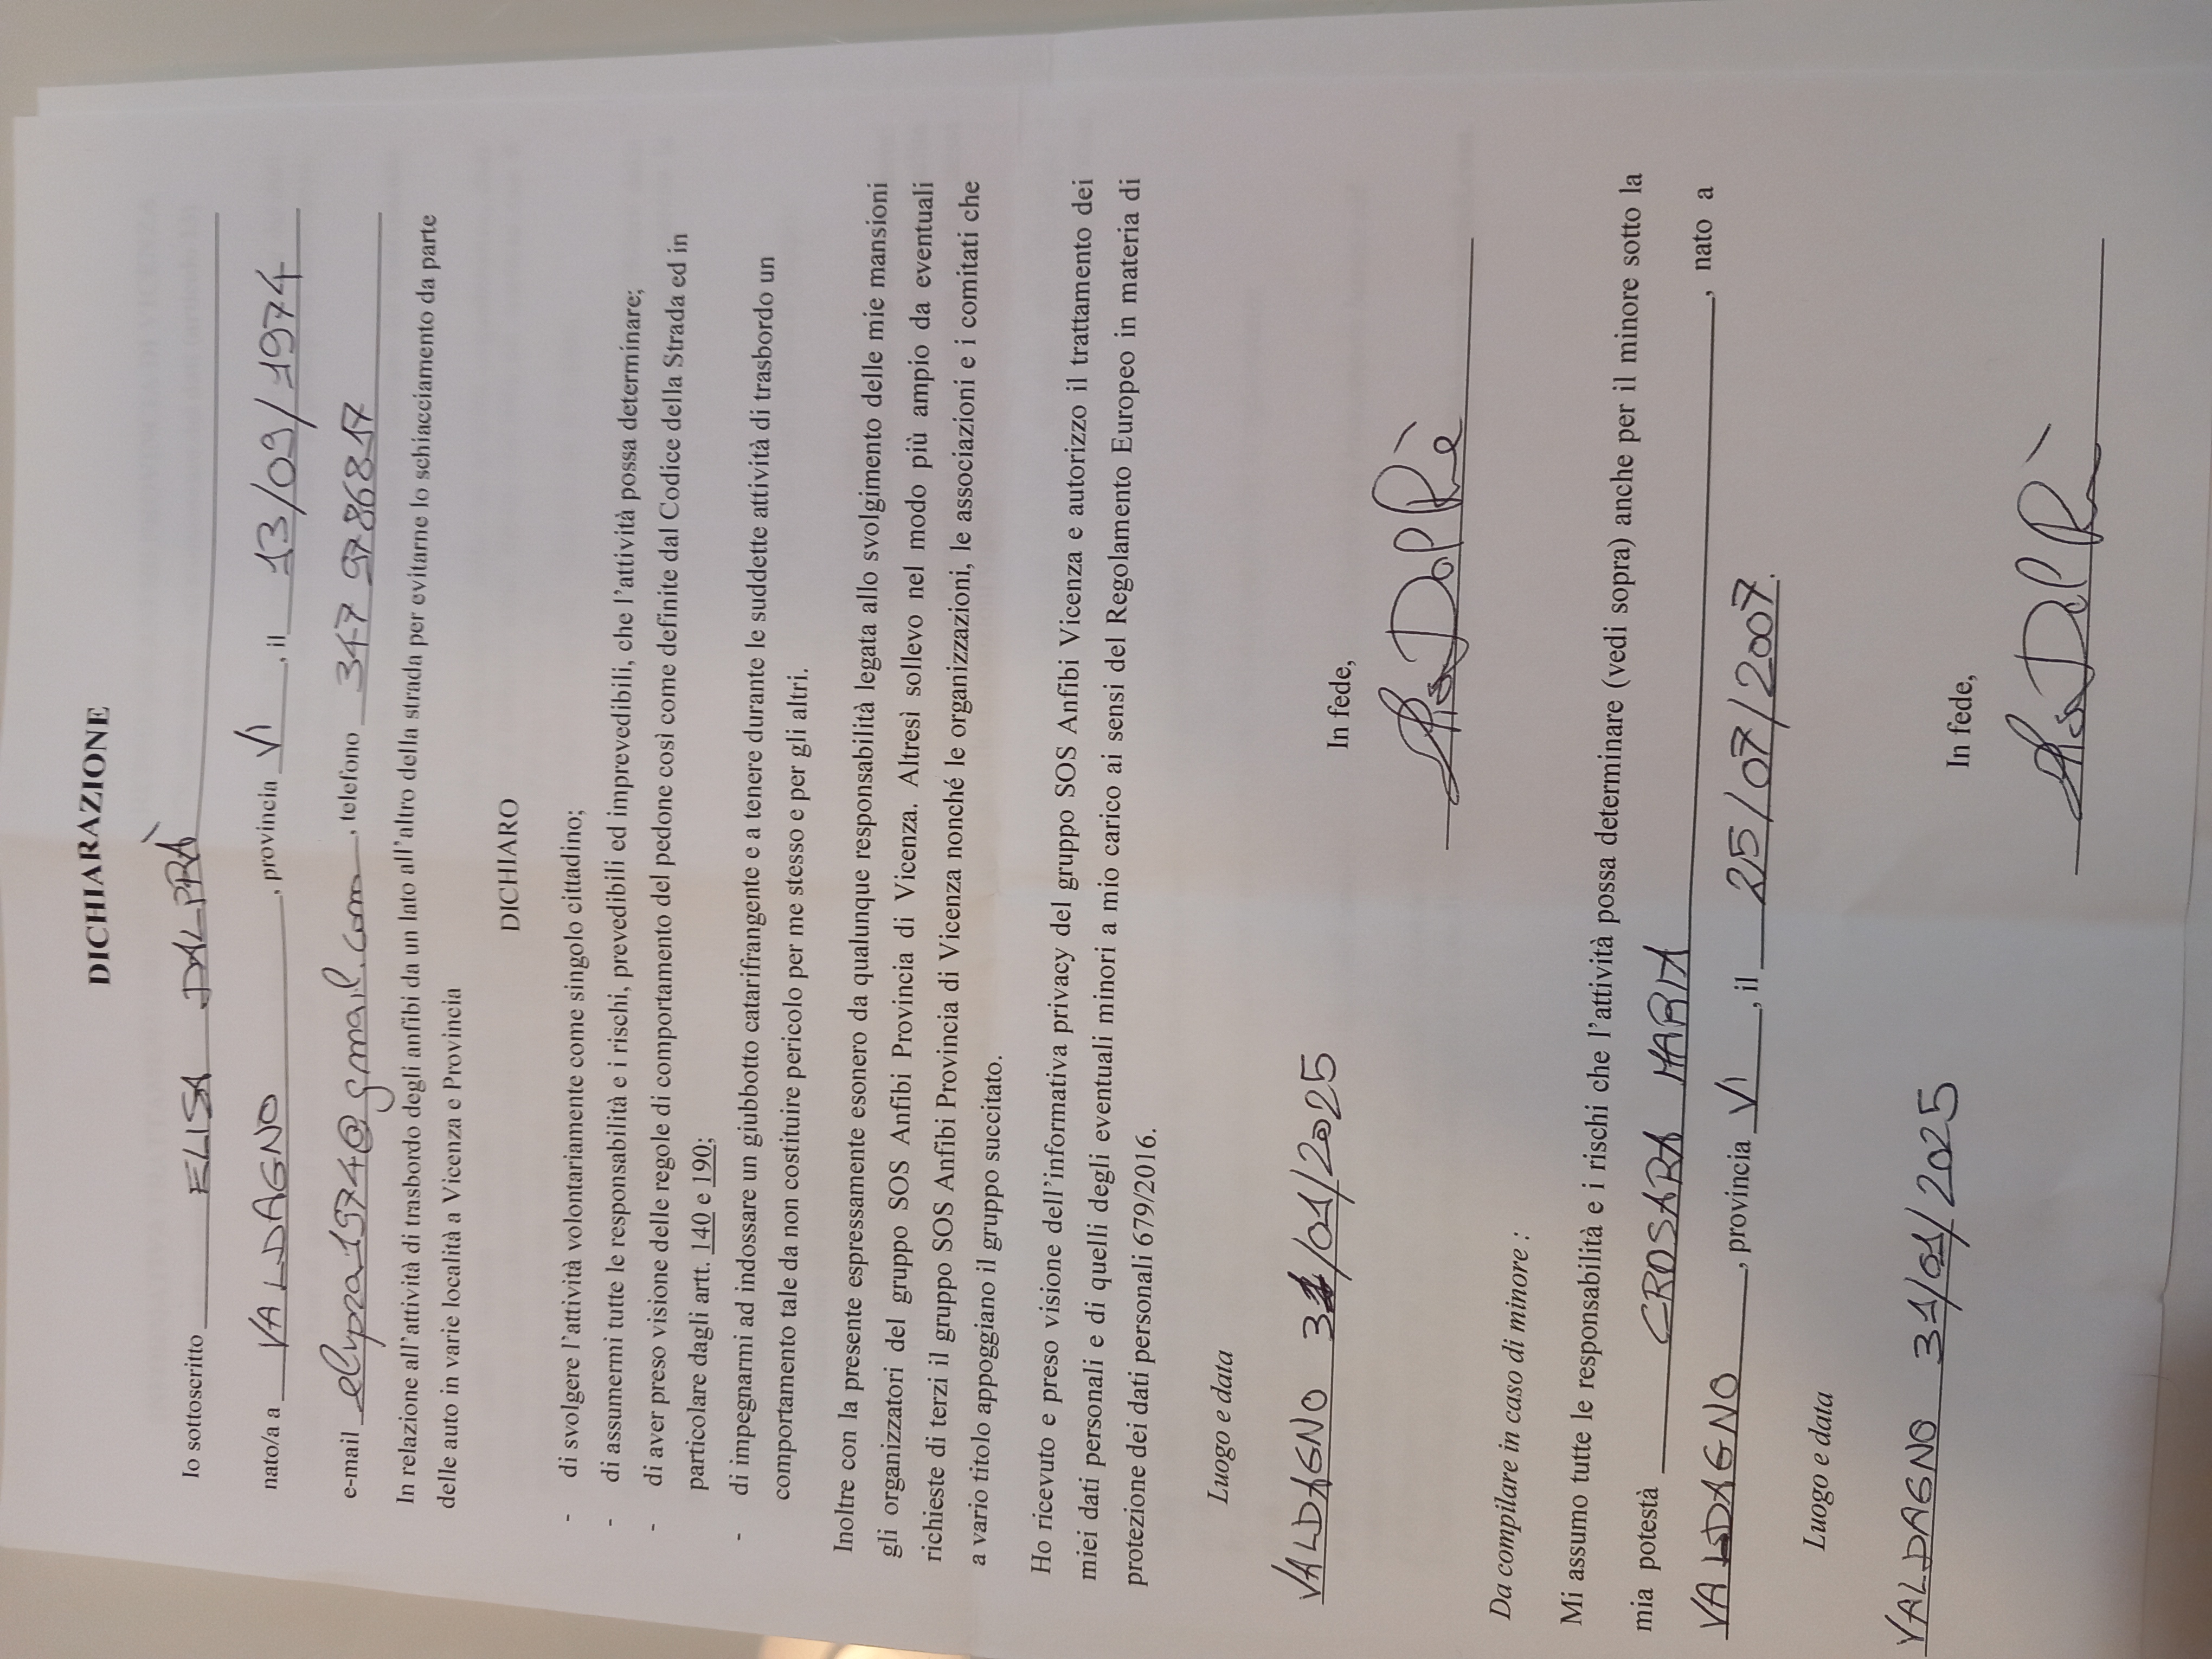 DICHIARAZIONE
Io sottoscritto ELISA DALPRÀ
nato/a a VALDAGNO, provincia VI, il 13/09/1974
e-mail elypra1974@gmail.com, telefono 347 9786817
In relazione all'attività di trasbordo degli anfibi da un lato all'altro della strada per evitarne lo schiacciamento da parte
delle auto in varie località a Vicenza e Provincia
DICHIARO
- di svolgere l'attività volontariamente come singolo cittadino;
- di assumermi tutte le responsabilità e i rischi, prevedibili ed imprevedibili, che l'attività possa determinare;
- di aver preso visione delle regole di comportamento del pedone così come definite dal Codice della Strada ed in
particolare dagli artt. 140 e 190;
- di impegnarmi ad indossare un giubbotto catarifrangente e a tenere durante le suddette attività di trasbordo un
comportamento tale da non costituire pericolo per me stesso e per gli altri.
Inoltre con la presente espressamente esonero da qualunque responsabilità legata allo svolgimento delle mie mansioni
gli organizzatori del gruppo SOS Anfibi Provincia di Vicenza. Altresì sollevo nel modo più ampio da eventuali
richieste di terzi il gruppo SOS Anfibi Provincia di Vicenza nonché le organizzazioni, le associazioni e i comitati che
a vario titolo appoggiano il gruppo succitato.
Ho ricevuto e preso visione dell'informativa privacy del gruppo SOS Anfibi Vicenza e autorizzo il trattamento dei
miei dati personali e di quelli degli eventuali minori a mio carico ai sensi del Regolamento Europeo in materia di
protezione dei dati personali 679/2016.
Luogo e data
VALDAGNO 31/01/2025
In fede,
Elisa Dal Prà
Da compilare in caso di minore :
Mi assumo tutte le responsabilità e i rischi che l'attività possa determinare (vedi sopra) anche per il minore sotto la
mia potestà CROSARA MARIA, nato a
VALDAGNO, provincia VI, il 25/07/2007.
Luogo e data
VALDAGNO 31/01/2025
In fede,
Elisa Dal Prà